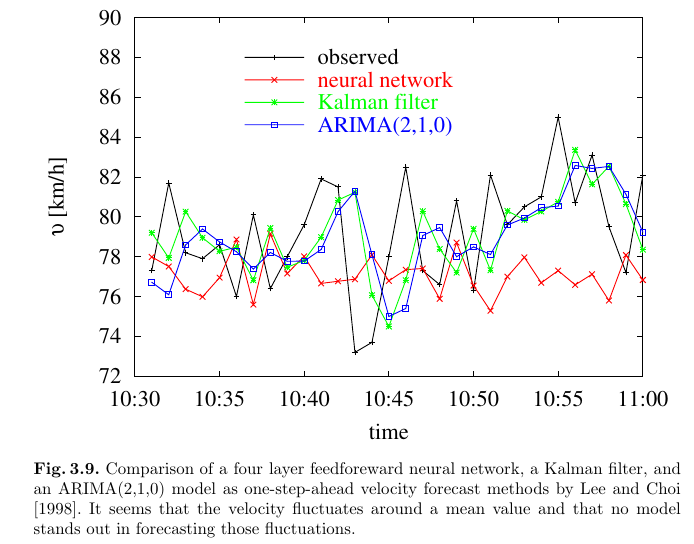 90
88
86
84
82
80
78
76
74
72
υ [km/h]
observed
neural network
Kalman filter
ARIMA(2,1,0)
10:30 10:35 10:40 10:45 10:50 10:55 11:00
time
Fig. 3.9. Comparison of a four layer feedforeward neural network, a Kalman filter, and
an ARIMA(2,1,0) model as one-step-ahead velocity forecast methods by Lee and Choi
[1998]. It seems that the velocity fluctuates around a mean value and that no model
stands out in forecasting those fluctuations.